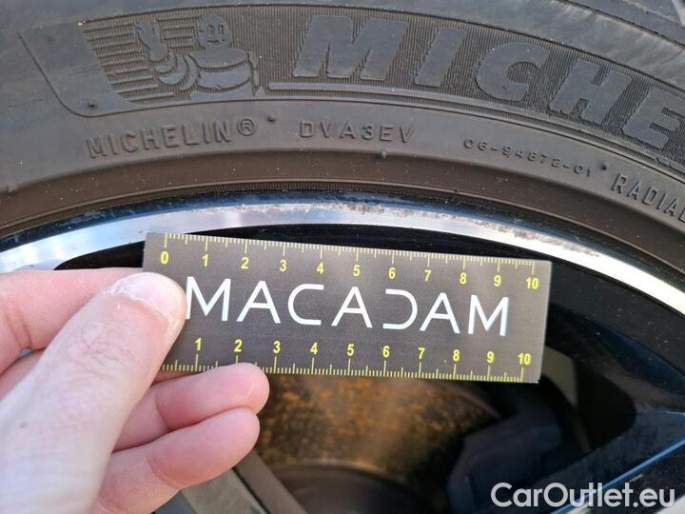 MICHE
MICHELIN® DVA3EV 06-94872-01 RADIAL
0 1 2 3 4 5 6 7 8 9 10
MACADAM
1 2 3 4 5 6 7 8 9 10
CarOutlet.eu